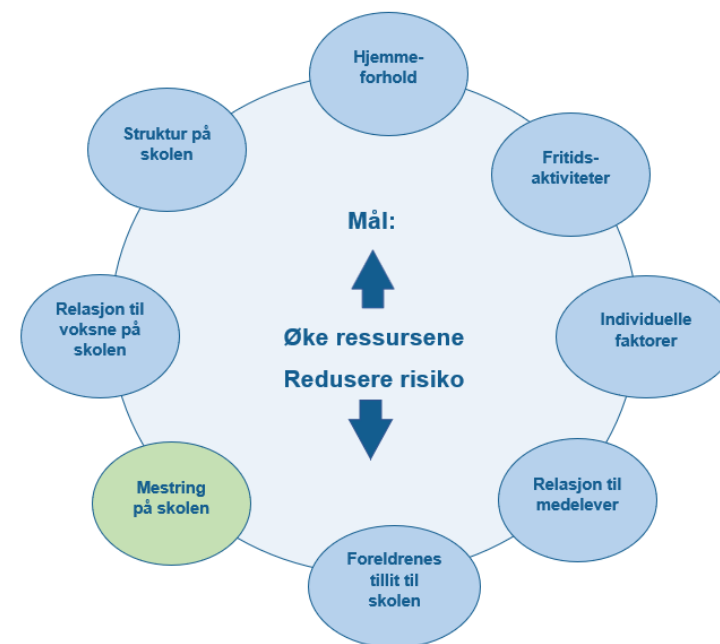 Hjemme-
forhold
Fritids-
aktiviteter
Individuelle
faktorer
Relasjon til
medelever
Foreldrenes
tillit til
skolen
Mestring
på skolen
Relasjon til
voksne på
skolen
Struktur på
skolen
Mål:
Øke ressursene
Redusere risiko